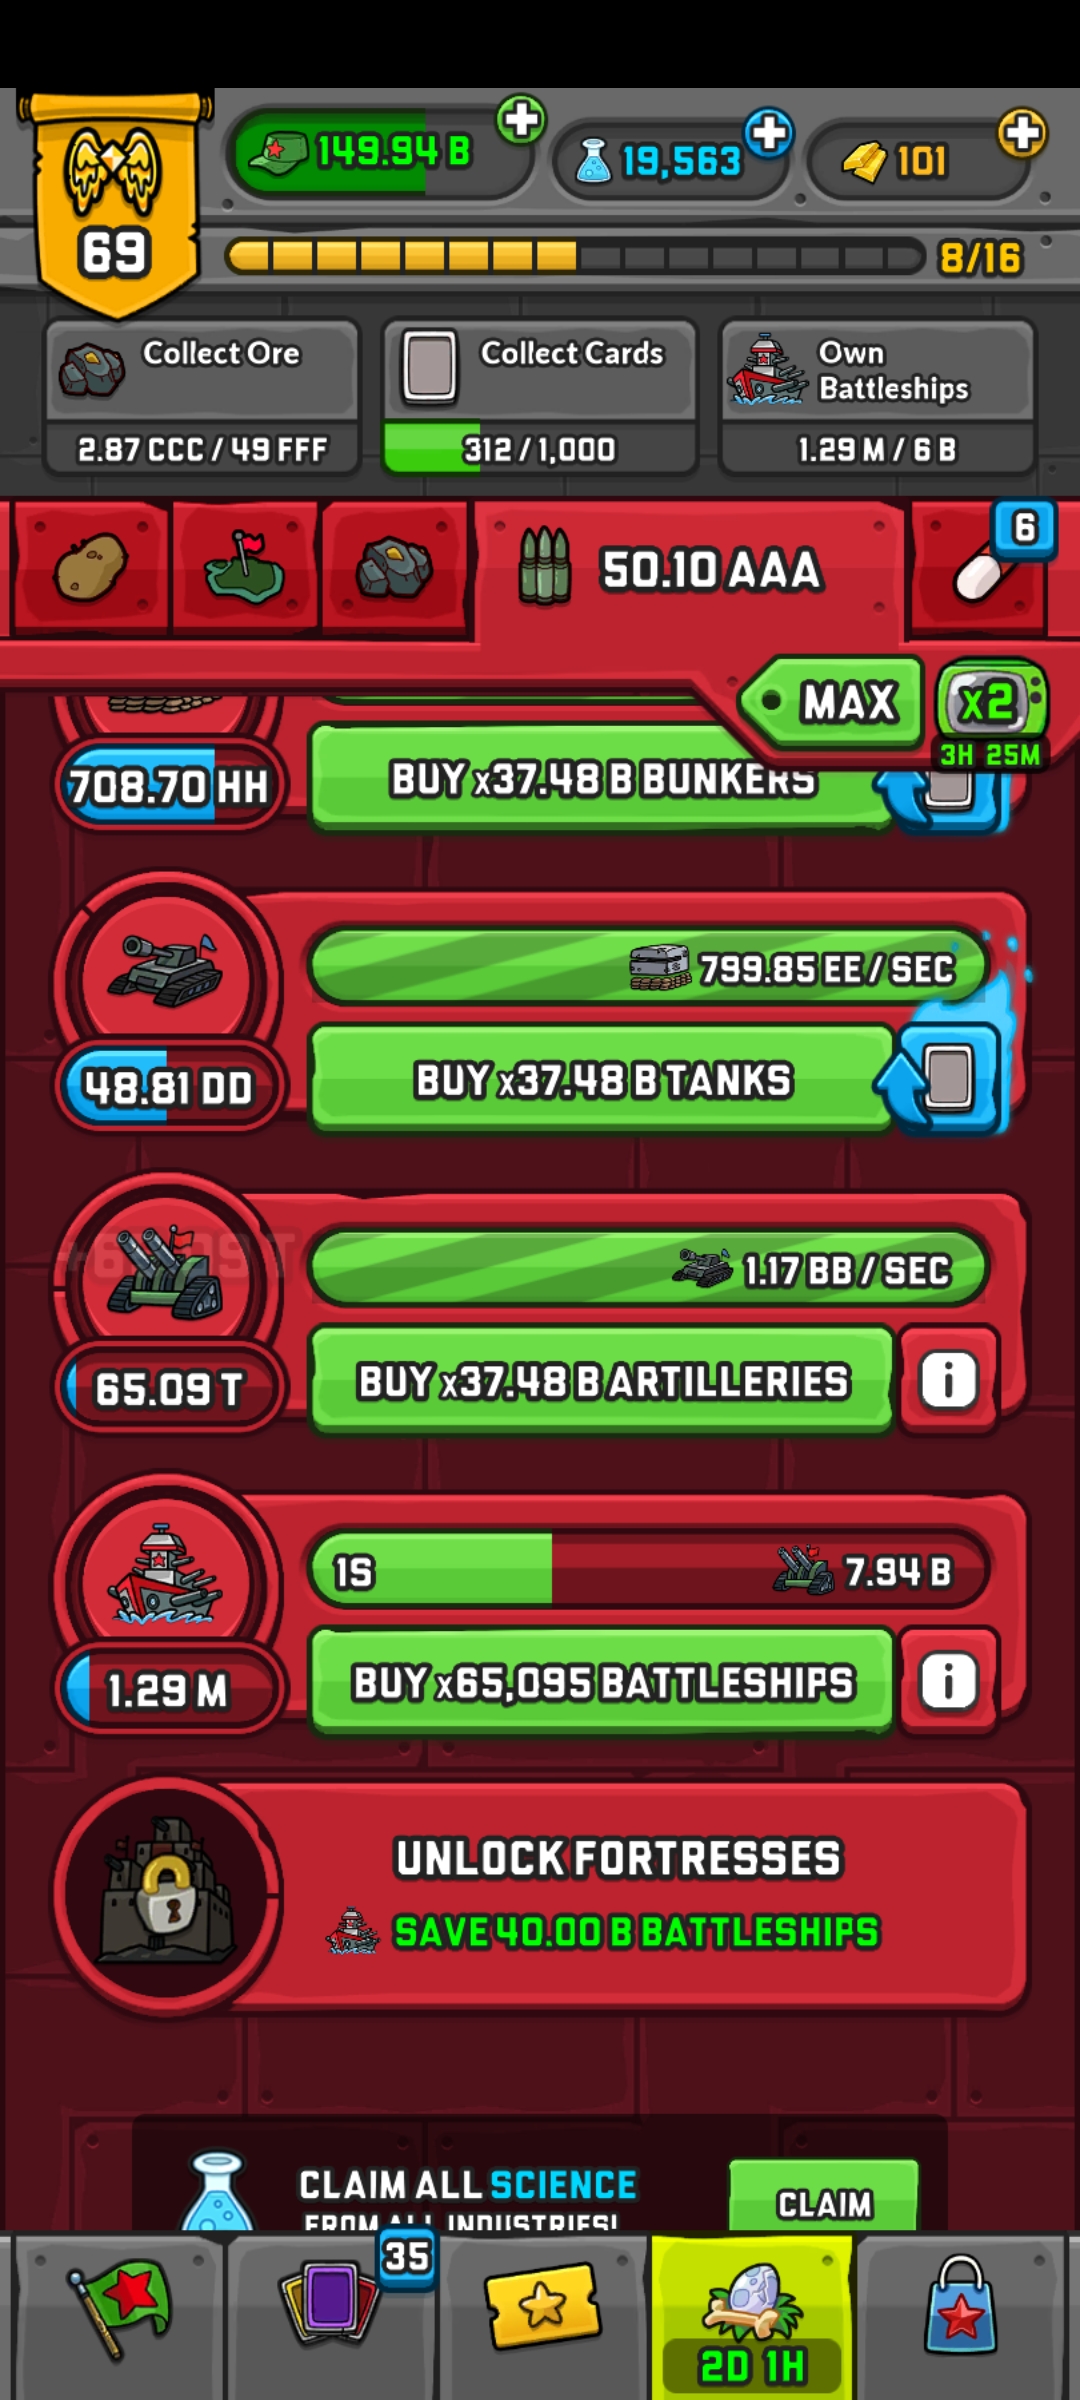 149.94 B
19,563
101
69
8/16
Collect Ore
2.87 CCC / 49 FFF
Collect Cards
312 / 1,000
Own
Battleships
1.29 M / 6 B
50.10 AAA
6
MAX
x2
3H 25M
708.70 HH
BUY x37.48 B BUNKERS
799.85 EE / SEC
48.81 DD
BUY x37.48 B TANKS
1.17 BB / SEC
65.09 T
BUY x37.48 B ARTILLERIES
1S
7.94 B
1.29 M
BUY x65,095 BATTLESHIPS
UNLOCK FORTRESSES
SAVE 40.00 B BATTLESHIPS
CLAIM ALL SCIENCE
FROM ALL INDUSTRIES!
CLAIM
35
2D 1H